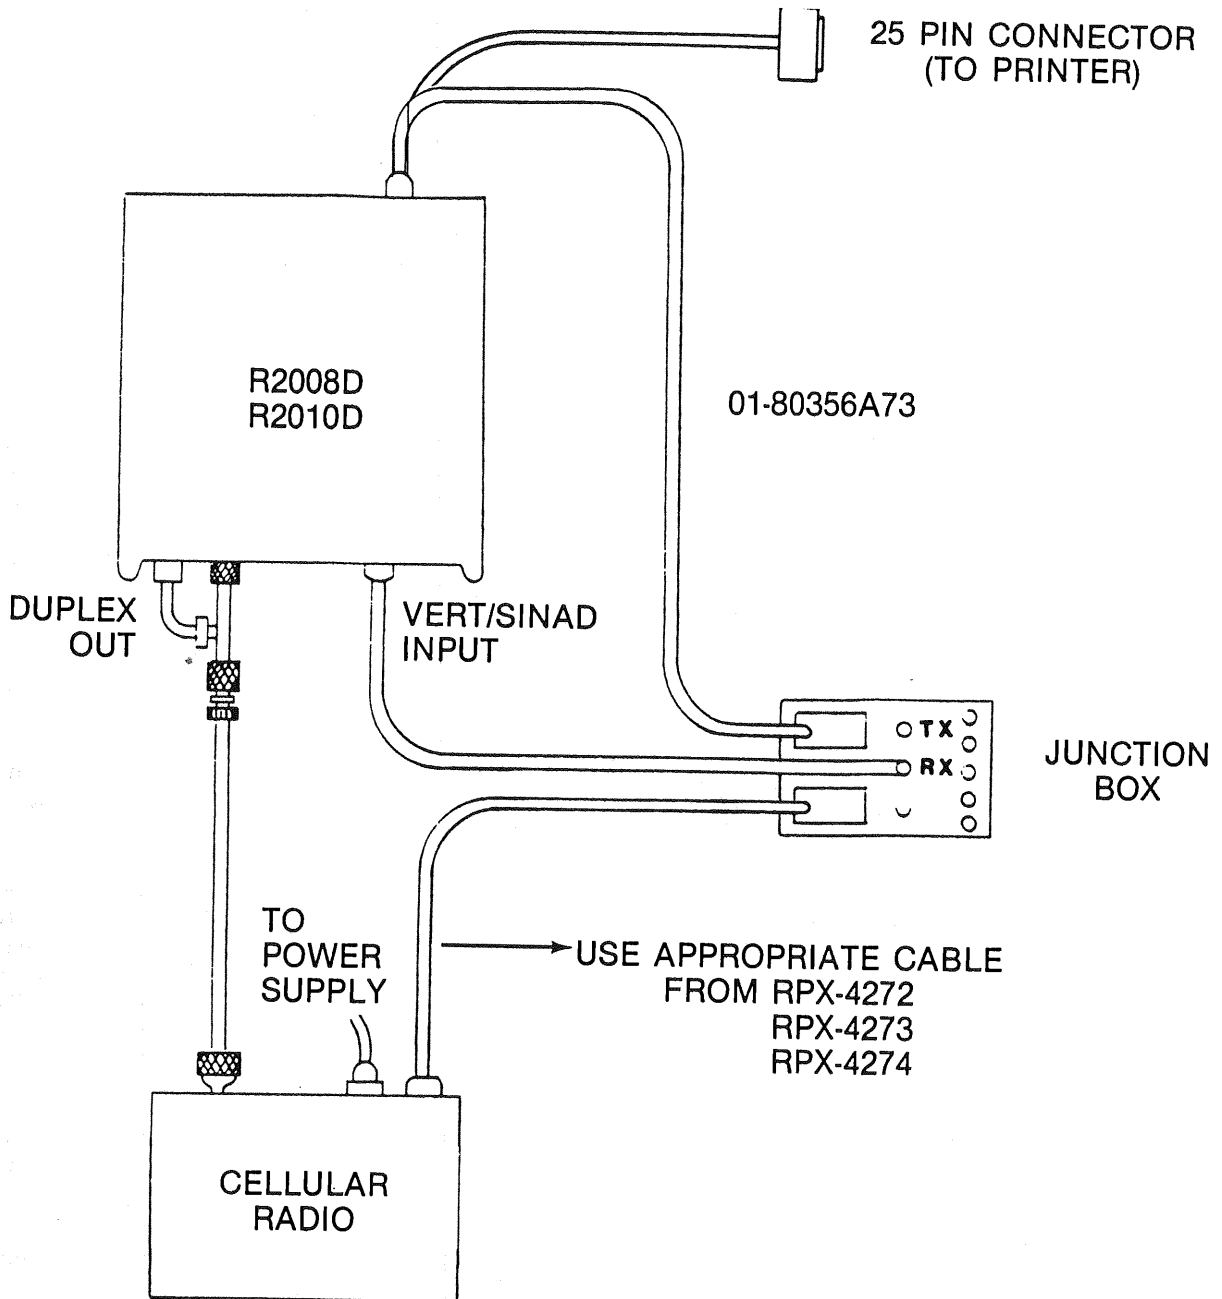 25 PIN CONNECTOR
(TO PRINTER)
R2008D
R2010D
01-80356A73
DUPLEX
OUT
VERT/SINAD
INPUT
TX
RX
JUNCTION
BOX
TO
POWER
SUPPLY
USE APPROPRIATE CABLE
FROM RPX-4272
RPX-4273
RPX-4274
CELLULAR
RADIO